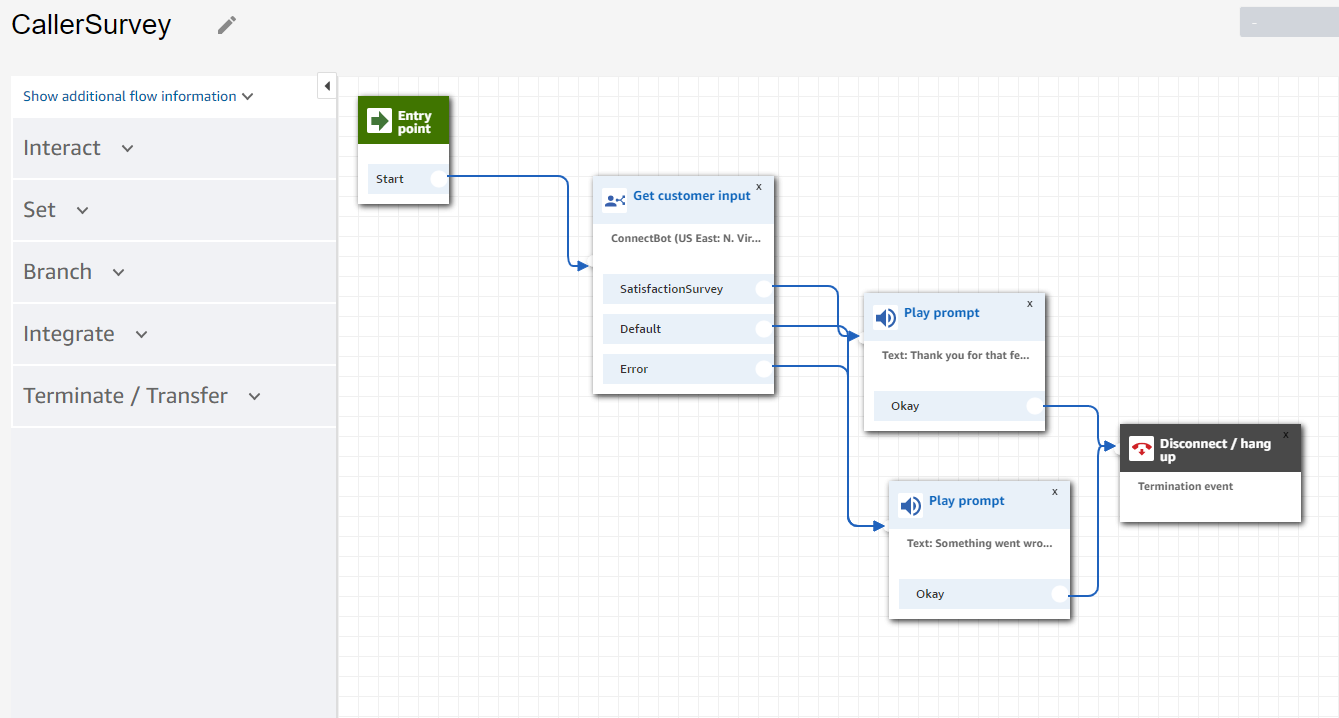 CallerSurvey
Show additional flow information
Interact
Set
Branch
Integrate
Terminate / Transfer
Entry
point
Start
x
Get customer input
ConnectBot (US East: N. Vir...
SatisfactionSurvey
Default
Error
x
Play prompt
Text: Thank you for that fe...
Okay
x
Play prompt
Text: Something went wro...
Okay
x
Disconnect / hang
up
Termination event